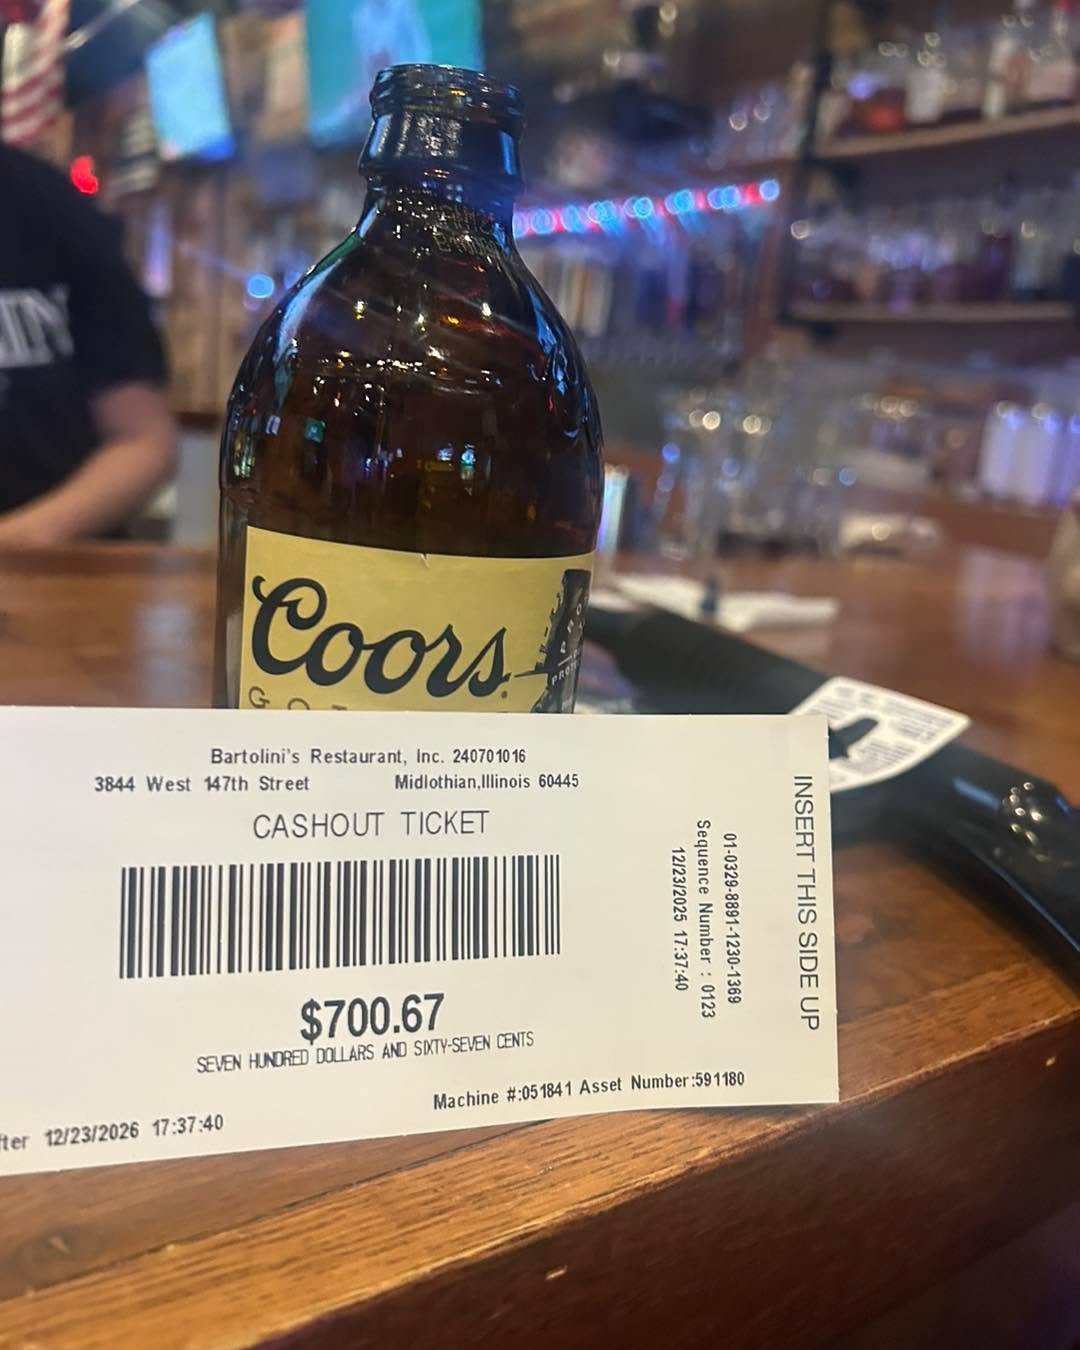 Coors
Bartolini's Restaurant, Inc. 240701016
3844 West 147th Street Midlothian,Illinois 60445
CASHOUT TICKET
$700.67
SEVEN HUNDRED DOLLARS AND SIXTY-SEVEN CENTS
Machine #:051841 Asset Number:591180
12/23/2026 17:37:40
12/23/2025 17:37:40
Sequence Number : 0123
01-0329-8891-1230-1369
INSERT THIS SIDE UP